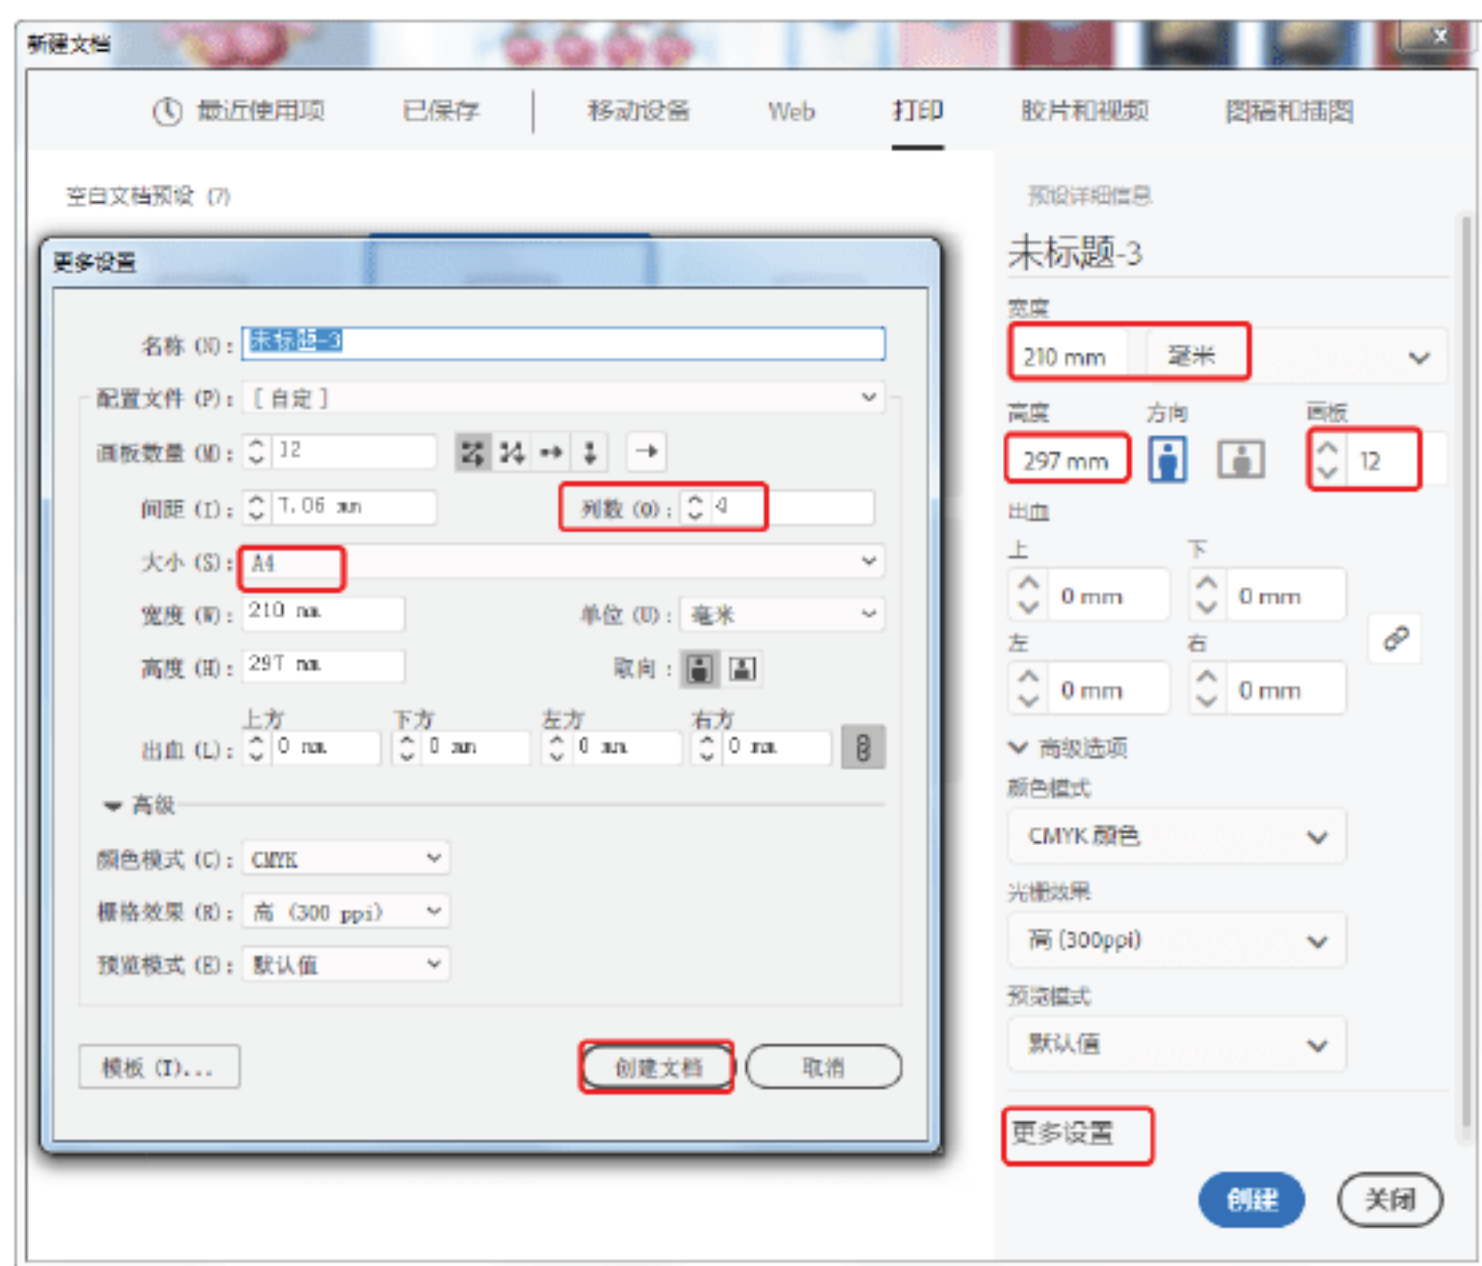 新建文档
最近使用项 已保存 移动设备 Web 打印 胶片和视频 图稿和插图
空白文档预设 (7)
更多设置
名称 (N)：未标题-3
配置文件 (P)：[自定]
画板数量 (M)：12
间距 (I)：7.06 mm 列数 (O)：4
大小 (S)：A4
宽度 (W)：210 mm 单位 (U)：毫米
高度 (H)：297 mm 取向：
上方 下方 左方 右方
出血 (L)：0 mm 0 mm 0 mm 0 mm
高级
颜色模式 (C)：CMYK
栅格效果 (R)：高 (300 ppi)
预览模式 (E)：默认值
模板 (T)... 创建文档 取消
预设详细信息
未标题-3
宽度
210 mm 毫米
高度 方向 画板
297 mm 12
出血
上 下
0 mm 0 mm
左 右
0 mm 0 mm
高级选项
颜色模式
CMYK 颜色
光栅效果
高 (300ppi)
预览模式
默认值
更多设置
创建 关闭